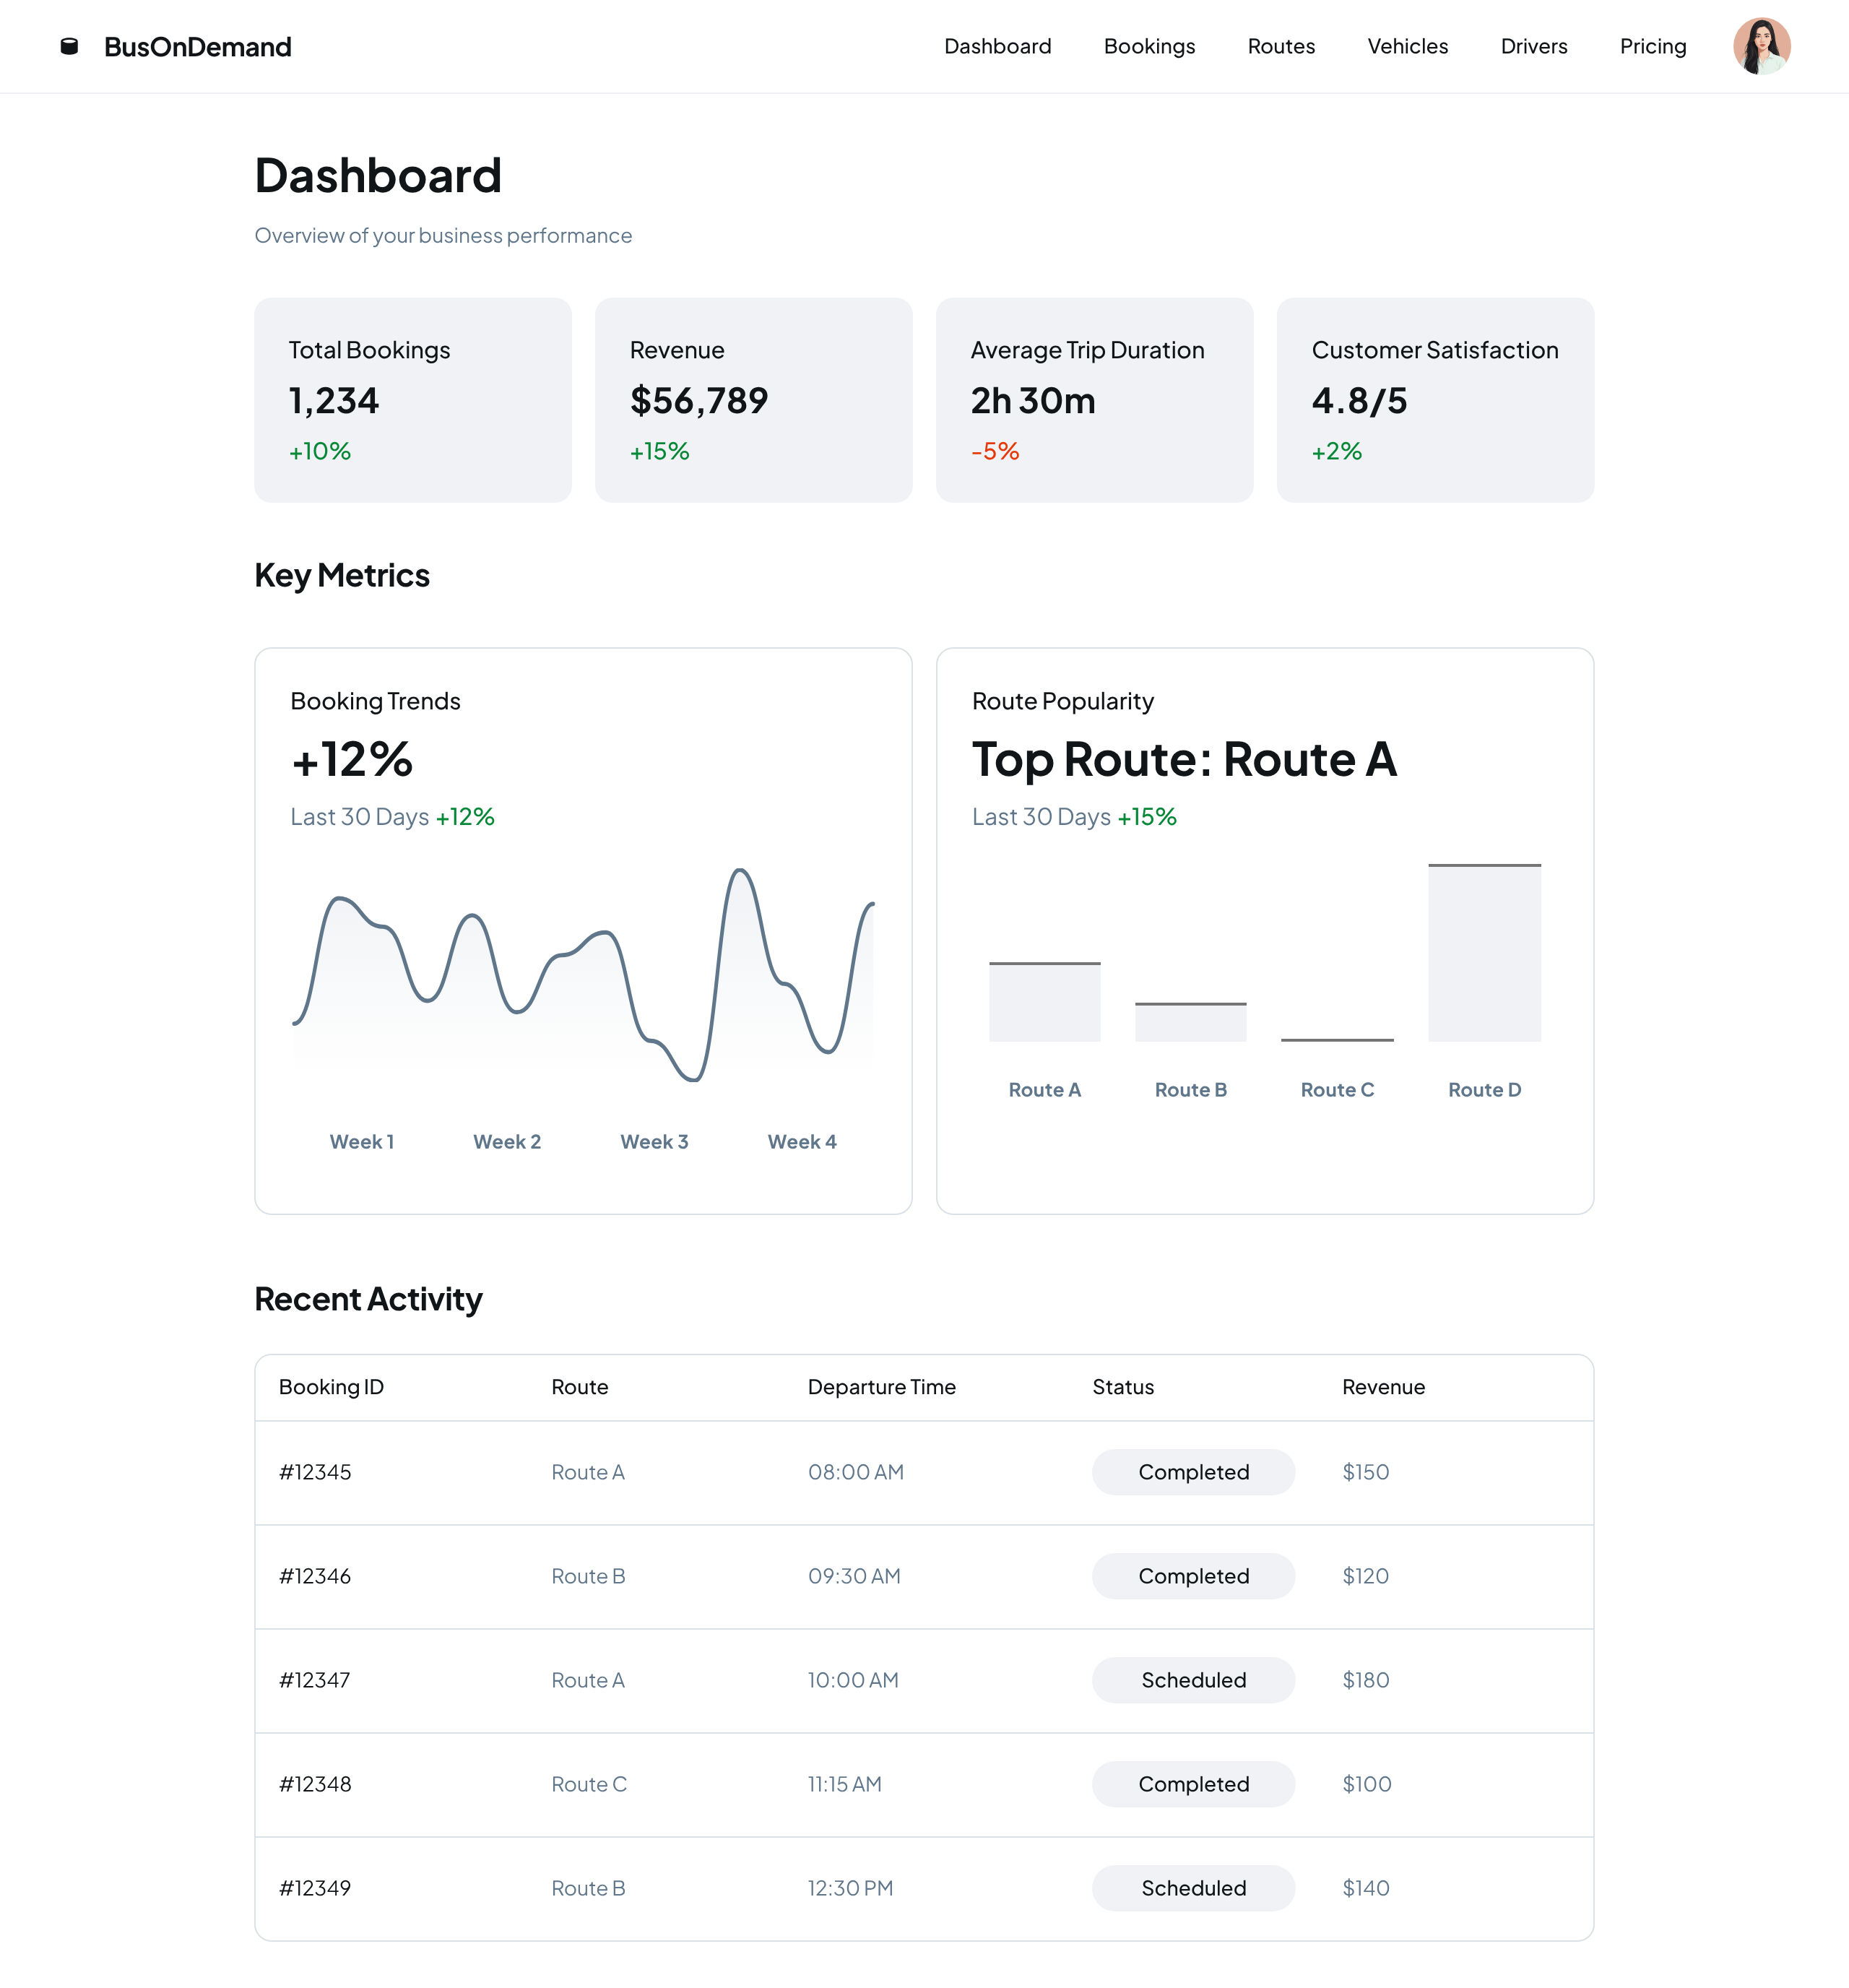 BusOnDemand
Dashboard Bookings Routes Vehicles Drivers Pricing
Dashboard
Overview of your business performance
Total Bookings
1,234
+10%
Revenue
$56,789
+15%
Average Trip Duration
2h 30m
-5%
Customer Satisfaction
4.8/5
+2%
Key Metrics
Booking Trends
+12%
Last 30 Days +12%
Week 1 Week 2 Week 3 Week 4
Route Popularity
Top Route: Route A
Last 30 Days +15%
Route A Route B Route C Route D
Recent Activity
Booking ID Route Departure Time Status Revenue
#12345 Route A 08:00 AM Completed $150
#12346 Route B 09:30 AM Completed $120
#12347 Route A 10:00 AM Scheduled $180
#12348 Route C 11:15 AM Completed $100
#12349 Route B 12:30 PM Scheduled $140